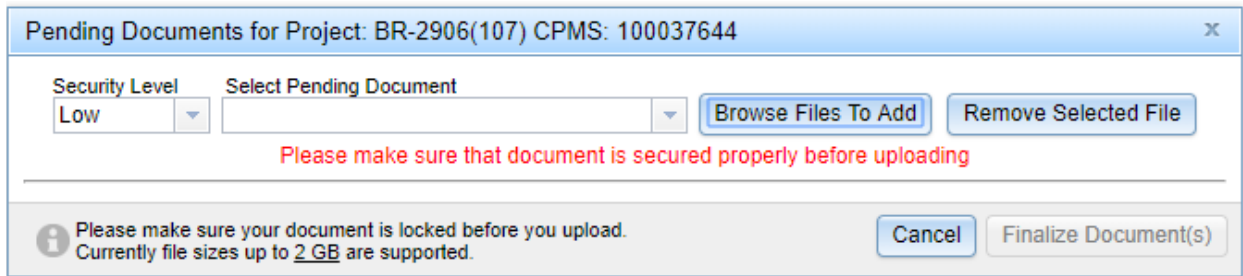 Pending Documents for Project: BR-2906(107) CPMS: 100037644 x
Security Level Select Pending Document
Low Browse Files To Add Remove Selected File
Please make sure that document is secured properly before uploading
Please make sure your document is locked before you upload.
Currently file sizes up to 2 GB are supported.
Cancel Finalize Document(s)